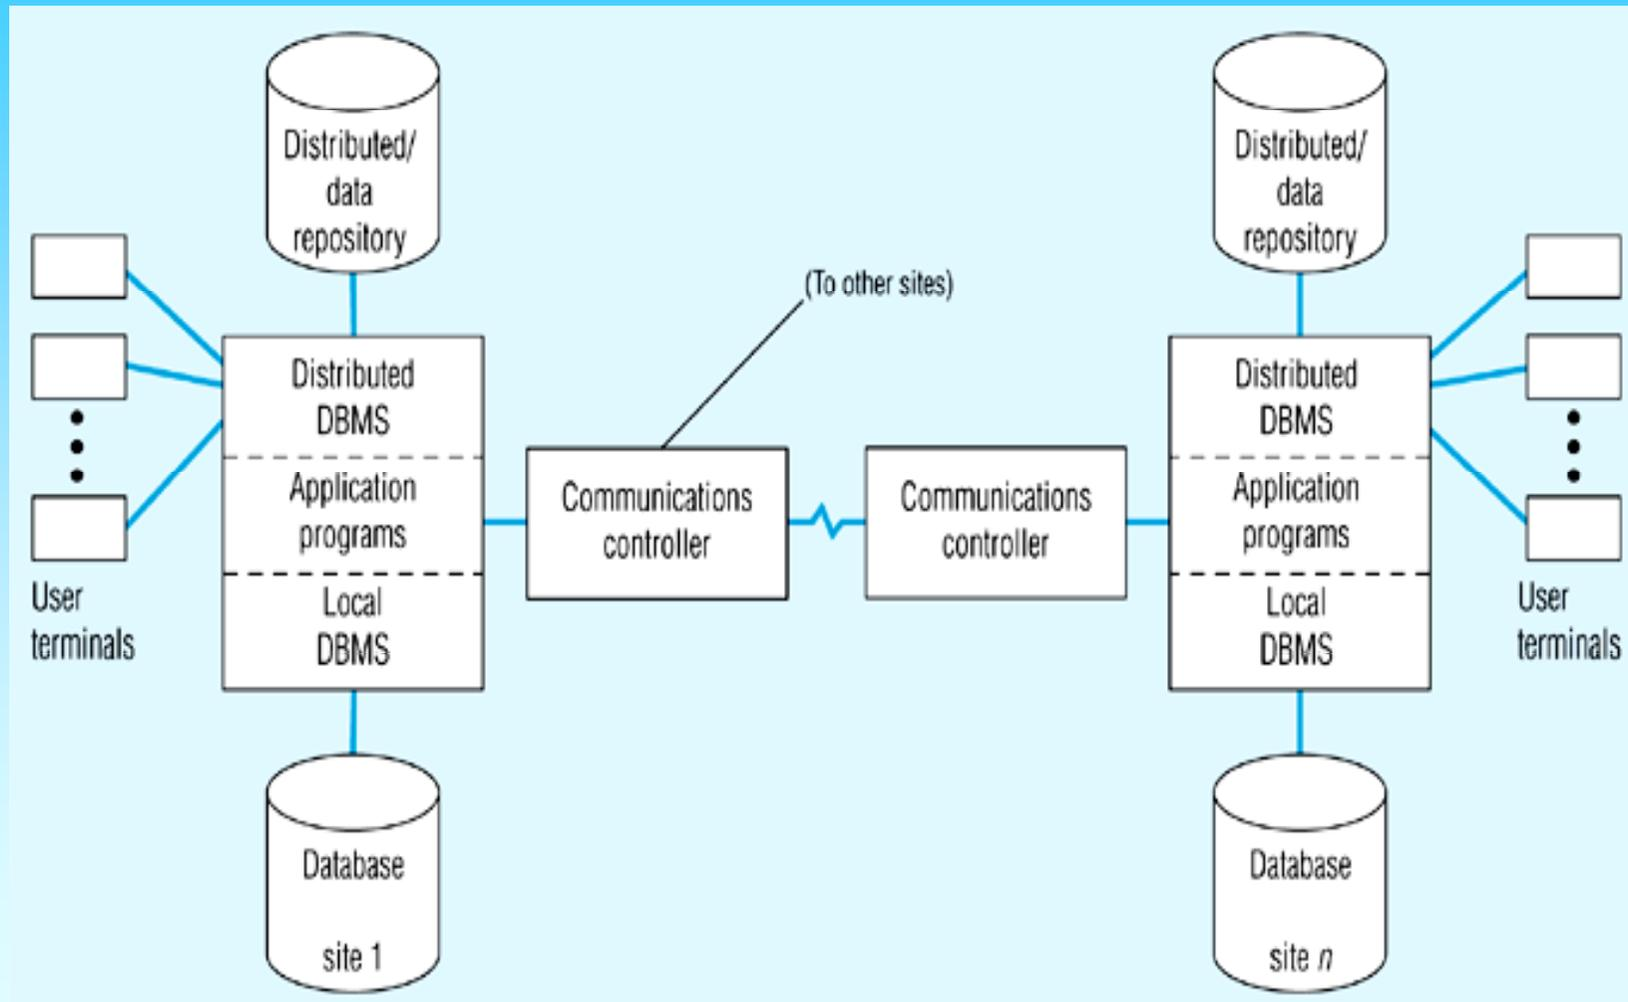 Distributed/
data
repository
Distributed/
data
repository
(To other sites)
Distributed
DBMS
Application
programs
Local
DBMS
Communications
controller
Communications
controller
Distributed
DBMS
Application
programs
Local
DBMS
User
terminals
User
terminals
Database
site 1
Database
site n